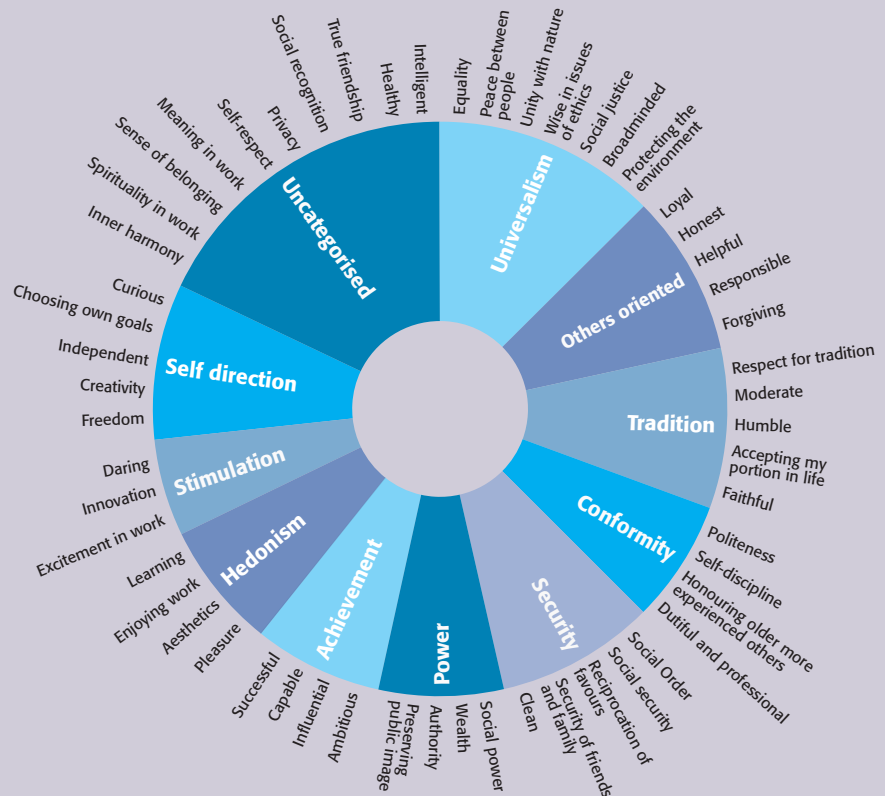 Universalism
Equality
Peace between
people
Unity with nature
Wise in issues
of ethics
Social justice
Broadminded
Protecting the
environment
Others oriented
Loyal
Honest
Helpful
Responsible
Forgiving
Tradition
Respect for tradition
Moderate
Humble
Accepting my
portion in life
Faithful
Conformity
Politeness
Self-discipline
Honouring older more
experienced others
Dutiful and professional
Security
Social Order
Social security
Reciprocation of
favours
Security of friends
and family
Clean
Power
Social power
Wealth
Authority
Preserving
public image
Achievement
Ambitious
Influential
Capable
Successful
Hedonism
Pleasure
Aesthetics
Enjoying work
Learning
Stimulation
Excitement in work
Innovation
Daring
Self direction
Freedom
Creativity
Independent
Choosing own goals
Curious
Uncategorised
Inner harmony
Spirituality in work
Sense of belonging
Meaning in work
Self-respect
Privacy
Social recognition
True friendship
Healthy
Intelligent